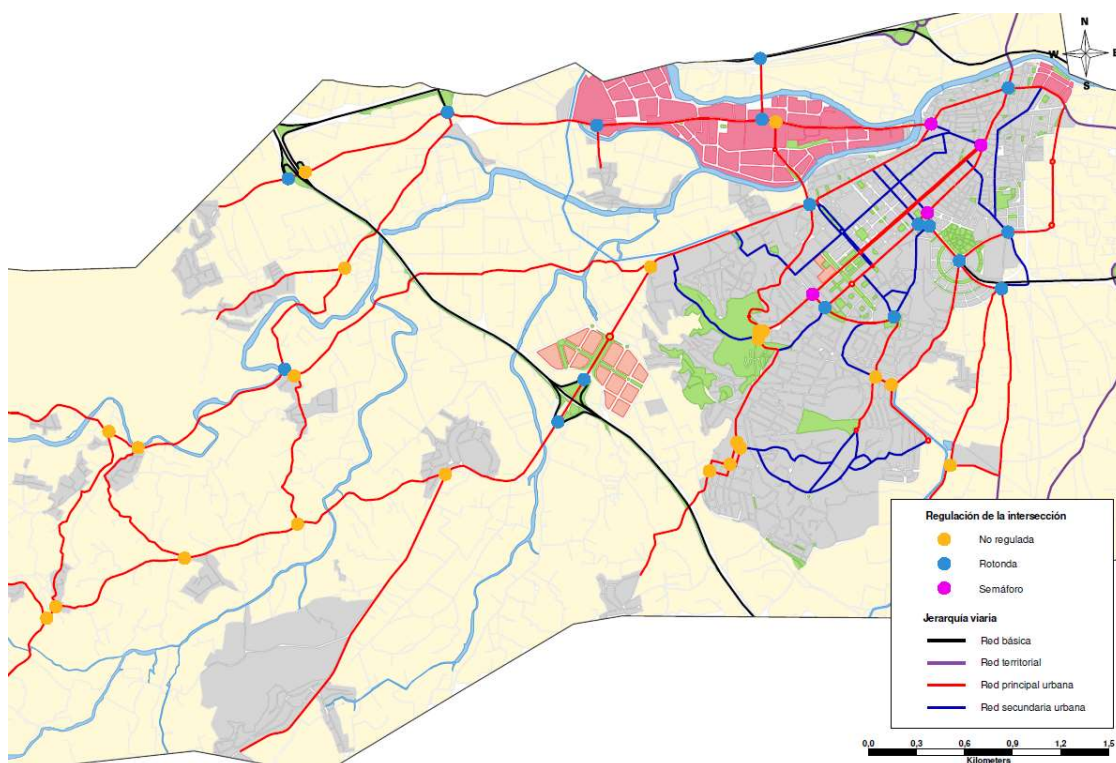 N
W E
S
Regulación de la intersección
No regulada
Rotonda
Semáforo
Jerarquía viaria
Red básica
Red territorial
Red principal urbana
Red secundaria urbana
0,0 0,3 0,6 0,9 1,2 1,5
Kilometers